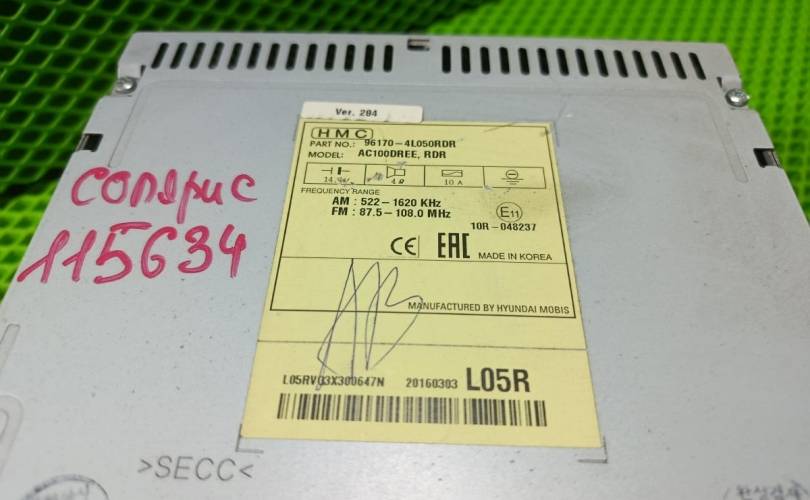 Ver. 284
HMC
PART NO.: 96170-4L050RDR
MODEL: AC100DREE, RDR
4Ω
10 A
FREQUENCY RANGE
AM : 522-1620 KHz
FM : 87.5-108.0 MHz
E11
10R-048237
CE EAC MADE IN KOREA
MANUFACTURED BY HYUNDAI MOBIS
L05RV03X300647N 20160303 L05R
>SECC<
солярис
115634